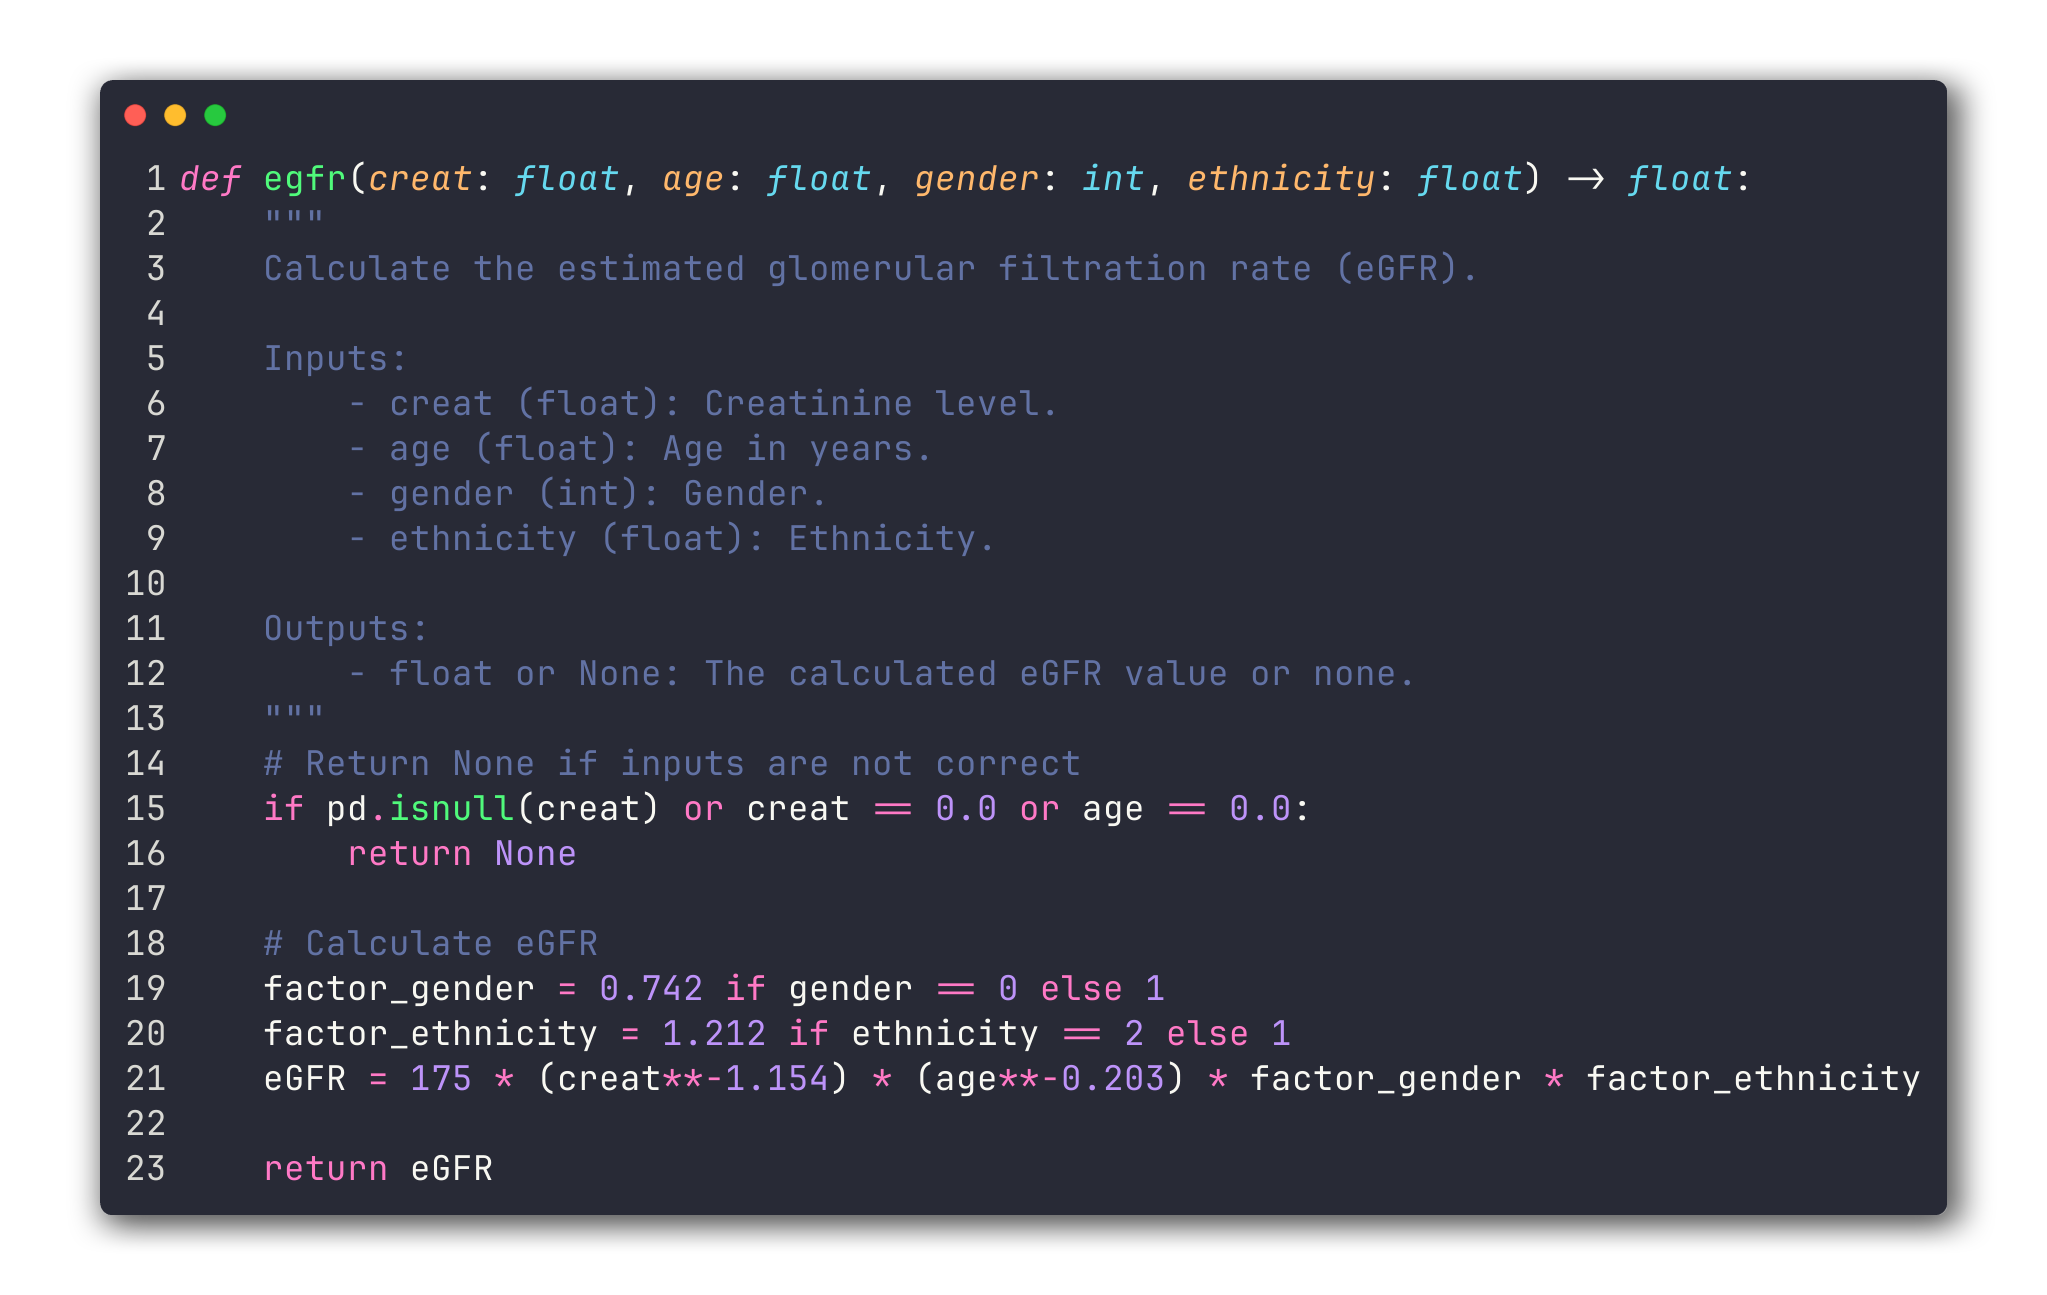 1 def egfr(creat: float, age: float, gender: int, ethnicity: float) -> float:
2     """
3     Calculate the estimated glomerular filtration rate (eGFR).
4
5     Inputs:
6         - creat (float): Creatinine level.
7         - age (float): Age in years.
8         - gender (int): Gender.
9         - ethnicity (float): Ethnicity.
10
11     Outputs:
12         - float or None: The calculated eGFR value or none.
13     """
14     # Return None if inputs are not correct
15     if pd.isnull(creat) or creat == 0.0 or age == 0.0:
16         return None
17
18     # Calculate eGFR
19     factor_gender = 0.742 if gender == 0 else 1
20     factor_ethnicity = 1.212 if ethnicity == 2 else 1
21     eGFR = 175 * (creat**-1.154) * (age**-0.203) * factor_gender * factor_ethnicity
22
23     return eGFR